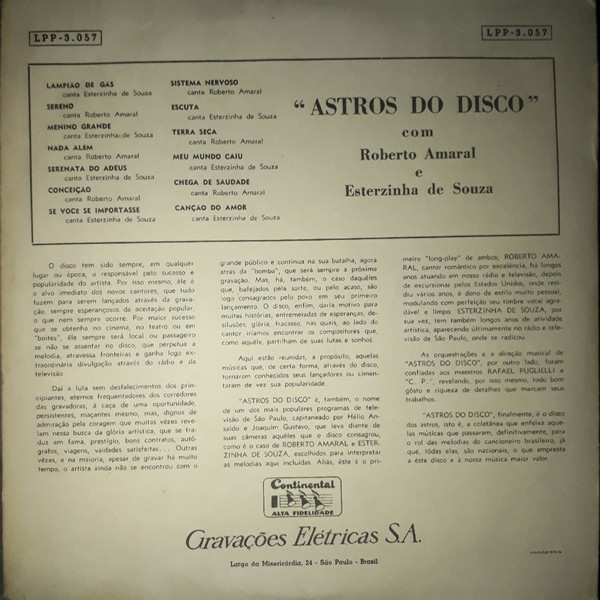 LPP-3.057
LPP-3.057
LAMPIÃO DE GÁS
canta Esterzinha de Souza
SERENO
canta Roberto Amaral
MENINO GRANDE
canta Esterzinha de Souza
NADA ALÉM
canta Roberto Amaral
SERENATA DO ADEUS
canta Esterzinha de Souza
CONCEIÇÃO
canta Roberto Amaral
SE VOCÊ SE IMPORTASSE
canta Esterzinha de Souza
SISTEMA NERVOSO
canta Roberto Amaral
ESCUTA
canta Esterzinha de Souza
TERRA SECA
canta Roberto Amaral
MEU MUNDO CAIU
canta Esterzinha de Souza
CHEGA DE SAUDADE
canta Roberto Amaral
CANÇÃO DO AMOR
canta Esterzinha de Souza
“ASTROS DO DISCO”
com
Roberto Amaral
e
Esterzinha de Souza
O disco tem sido sempre, em qualquer
lugar ou época, o responsável pelo sucesso e
popularidade do artista. Por isso mesmo, êle é
o alvo imediato dos novos cantores, que tudo
fazem para serem lançados através da grava-
ção, sempre esperançosos da aceitação popular,
o que nem sempre ocorre. Por maior sucesso
que se obtenha no cinema, no teatro ou em
"boites", êle sempre será local ou passageiro
se não se assentar no disco, que perpetua a
melodia, atravessa fronteiras e ganha logo ex-
traordinária divulgação através do rádio e da
televisão.
Daí a luta sem desfalecimentos dos prin-
cipiantes, eternos frequentadores dos corredores
das gravadoras, à caça de uma oportunidade,
persistentes, maçantes mesmo, mas, dignos de
admiração pela coragem que muitas vêzes reve-
lam nessa busca da glória artística, que se tra-
duz em fama, prestígio, bons contratos, autó-
grafos, viagens, vaidades satisfeitas... Outras
vêzes, e na maioria, apesar de gravar há muito
tempo, o artista ainda não se encontrou com o
grande público e continua na sua batalha, agora
atrás da "bomba", que será sempre a próxima
gravação. Mas, há, também, o caso daquêles
que, bafejados pela sorte, ou pelo acaso, são
logo consagrados pelo povo em seu primeiro
lançamento. O disco, enfim, daria motivo para
muitas histórias, entremeiadas de esperanças, de-
silusões, glória, fracasso, nas quais, ao lado do
cantor iríamos encontrar os compositores que,
como aquêle, partilham de suas lutas e sonhos.
Aqui estão reunidas, a propósito, aquelas
músicas que, de certa forma, através do disco,
tornaram conhecidos seus lançadores ou cimen-
taram de vez sua popularidade.
"ASTROS DO DISCO" é, também, o nome
de um dos mais populares programas de tele-
visão de São Paulo, capitaneado por Hélio An-
saldo e Joaquim Gustavo, que leva diante de
suas câmeras aquêles que o disco consagrou,
como é o caso de ROBERTO AMARAL e ESTER-
ZINHA DE SOUZA, escolhidos para interpretar
as melodias aqui incluídas. Aliás, êste é o pri-
meiro "long-play" de ambos; ROBERTO AMA-
RAL, cantor romântico por excelência, há longos
anos atuando em nosso rádio e televisão, depois
de excursionar pelos Estados Unidos, onde resi-
diu vários anos, é dono de estilo muito pessoal,
modulando com perfeição seu timbre vocal agra-
dável e limpo ESTERZINHA DE SOUZA, por
sua vez, tem também longos anos de atividade
artística, aparecendo últimamente no rádio e tele-
visão de São Paulo, onde se radicou.
As orquestrações e a direção musical de
"ASTROS DO DISCO", por outro lado, foram
confiadas aos maestros RAFAEL PUGLIELLI e
"C. P.", revelando, por isso mesmo, todo bom
gôsto e riqueza de detalhes que marcam seus
trabalhos.
"ASTROS DO DISCO", finalmente, é o disco
dos astros, isto é, a coletânea que enfeixa aque-
las músicas que passaram, definitivamente, para
o rol das melodias do cancioneiro brasileiro, já
que, tôdas elas, são nacionais, o que empresta
a êste disco e à nossa música maior valor.
Continental
ALTA FIDELIDADE
Gravações Elétricas S.A.
Largo da Misericórdia, 24 - São Paulo - Brasil